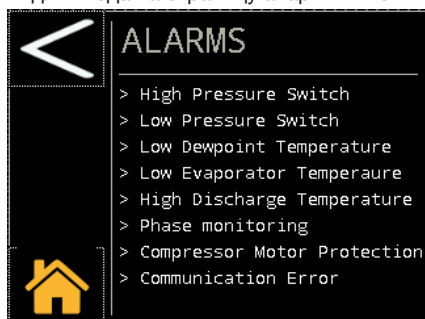 ALARMS
> High Pressure Switch
> Low Pressure Switch
> Low Dewpoint Temperature
> Low Evaporator Temperaure
> High Discharge Temperature
> Phase monitoring
> Compressor Motor Protection
> Communication Error